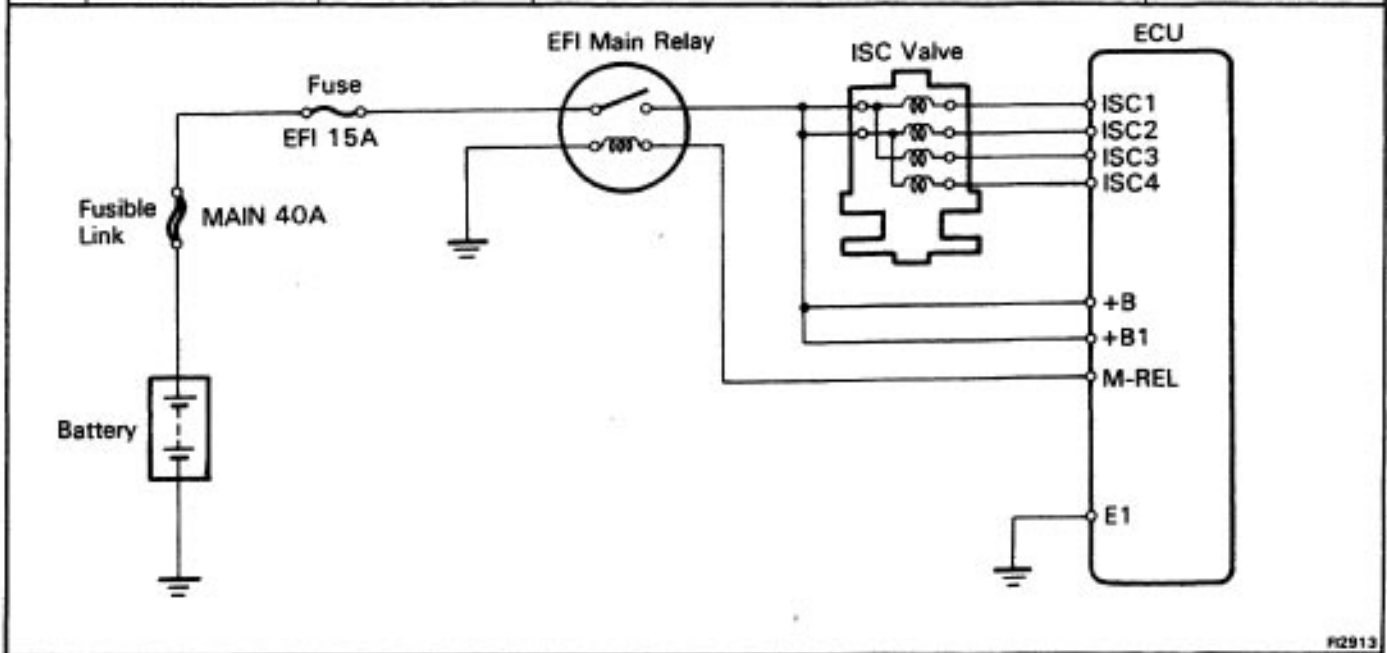 EFI Main Relay
ISC Valve
ECU
Fuse
EFI 15A
ISC1
ISC2
ISC3
ISC4
Fusible
Link
MAIN 40A
+B
+B1
M-REL
Battery
E1
FI2913